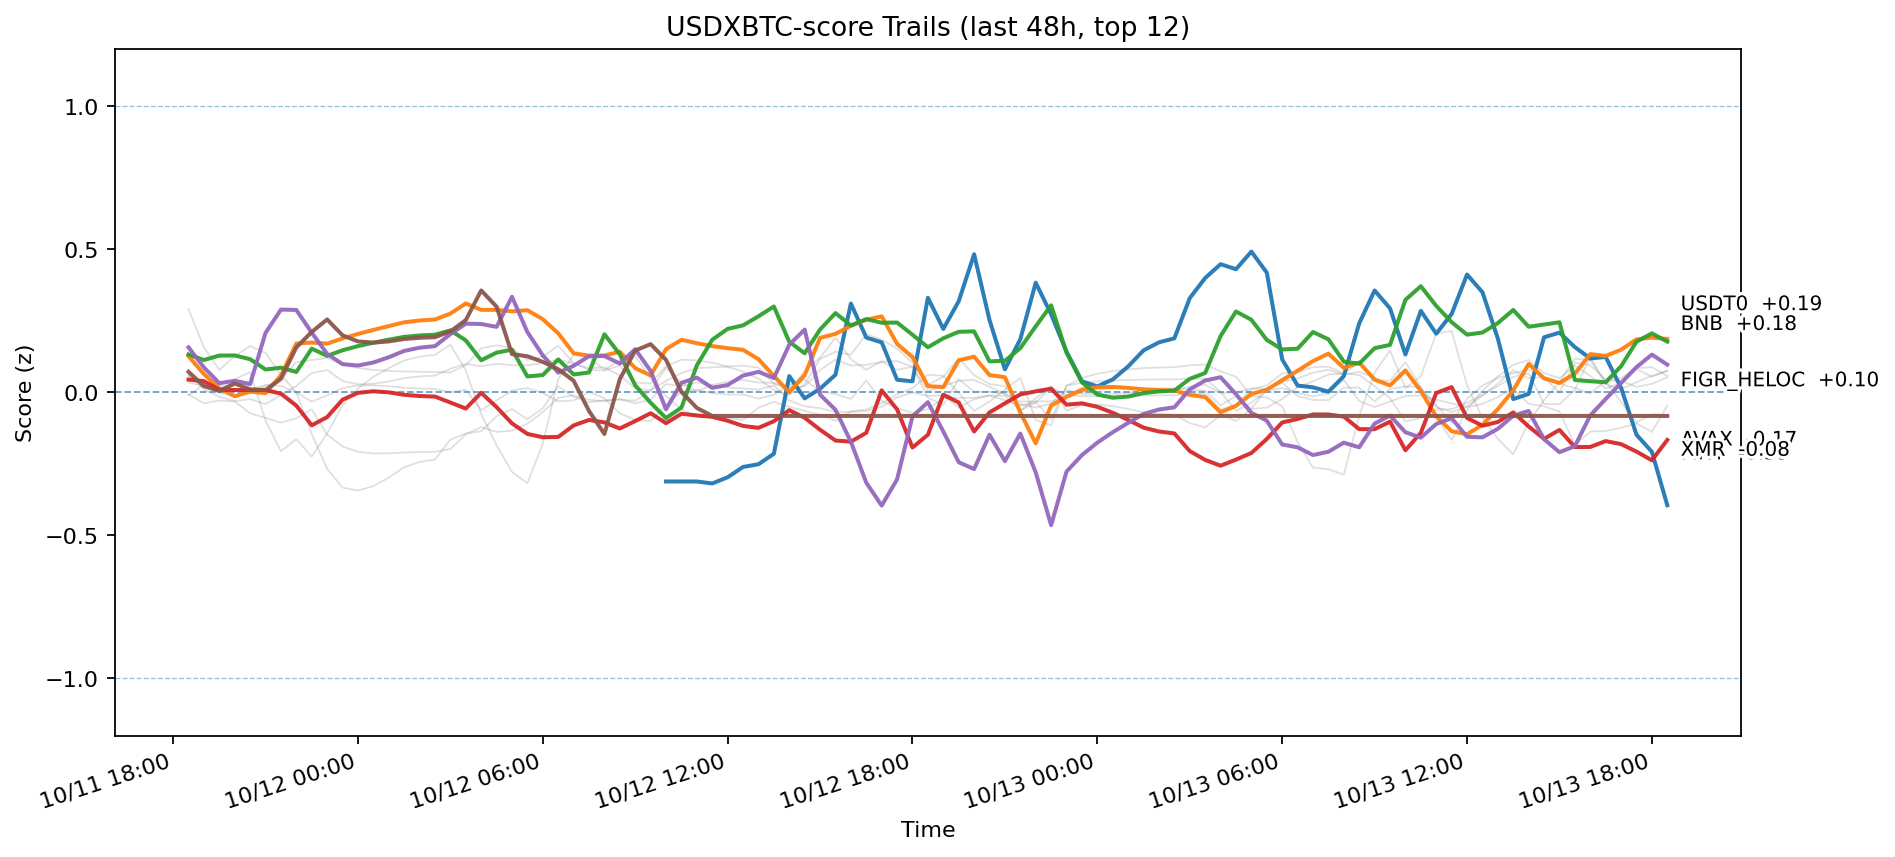 USDXBTC-score Trails (last 48h, top 12)
Score (z)
1.0
0.5
0.0
−0.5
−1.0
USDT0 +0.19
BNB +0.18
FIGR_HELOC +0.10
AVAX -0.17
XMR -0.08
10/11 18:00
10/12 00:00
10/12 06:00
10/12 12:00
10/12 18:00
10/13 00:00
10/13 06:00
10/13 12:00
10/13 18:00
Time